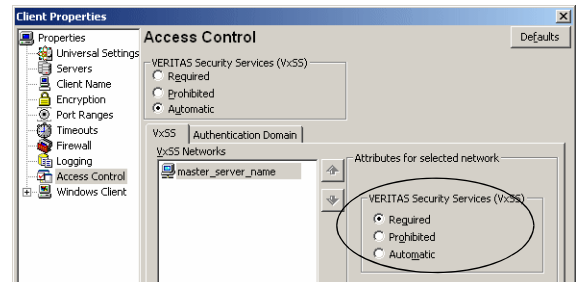 Client Properties
Properties
Universal Settings
Servers
Client Name
Encryption
Port Ranges
Timeouts
Firewall
Logging
Access Control
Windows Client
Access Control
Defaults
VERITAS Security Services (VxSS)
Required
Prohibited
Automatic
VxSS
Authentication Domain
VxSS Networks
master_server_name
Attributes for selected network
VERITAS Security Services (VxSS)
Required
Prohibited
Automatic